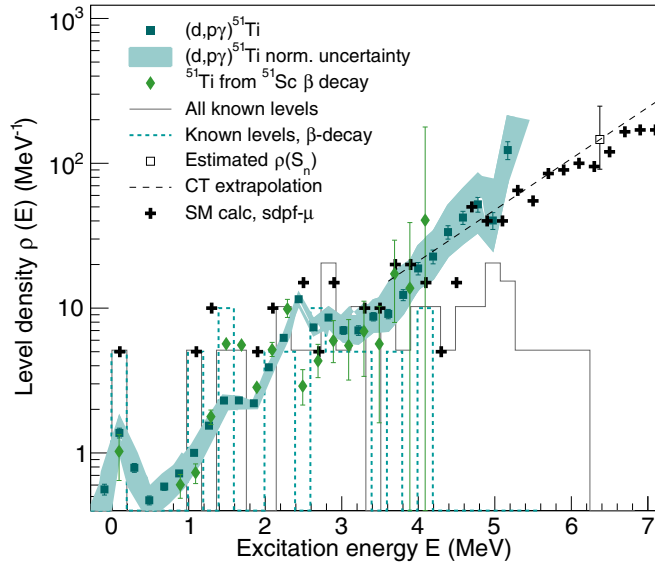 10³
(d,pγ)⁵¹Ti
(d,pγ)⁵¹Ti norm. uncertainty
⁵¹Ti from ⁵¹Sc β decay
All known levels
Known levels, β-decay
Estimated ρ(Sₙ)
CT extrapolation
SM calc, sdpf-μ
10²
10
1
Level density ρ (E) (MeV⁻¹)
0 1 2 3 4 5 6 7
Excitation energy E (MeV)